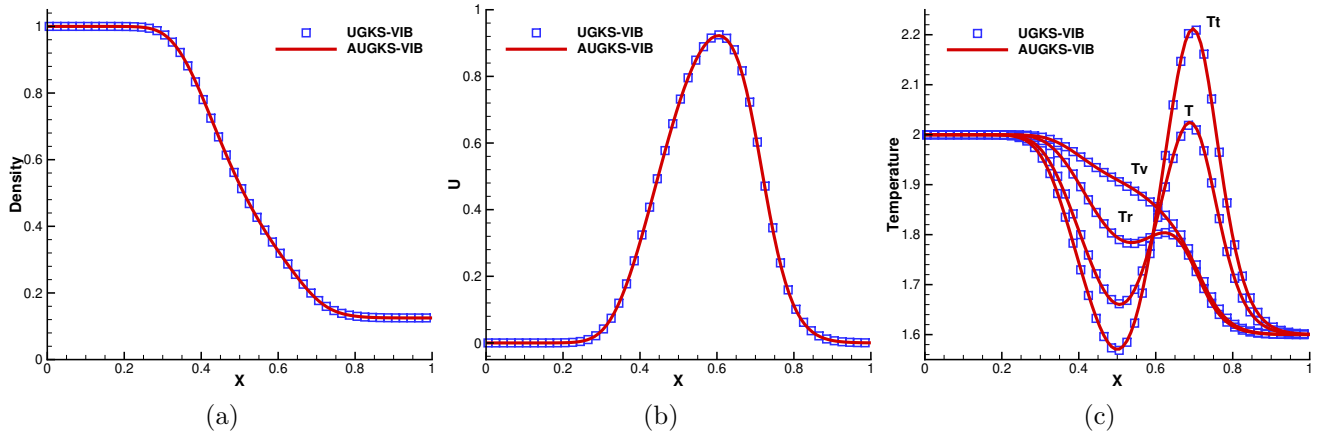 UGKS-VIB
AUGKS-VIB
Density
1
0.8
0.6
0.4
0.2
0
0 0.2 0.4 0.6 0.8 1
X
(a)
UGKS-VIB
AUGKS-VIB
U
1
0.8
0.6
0.4
0.2
0
0 0.2 0.4 0.6 0.8 1
X
(b)
UGKS-VIB
AUGKS-VIB
Tt
T
Tv
Tr
Temperature
2.2
2.1
2
1.9
1.8
1.7
1.6
0 0.2 0.4 0.6 0.8 1
X
(c)